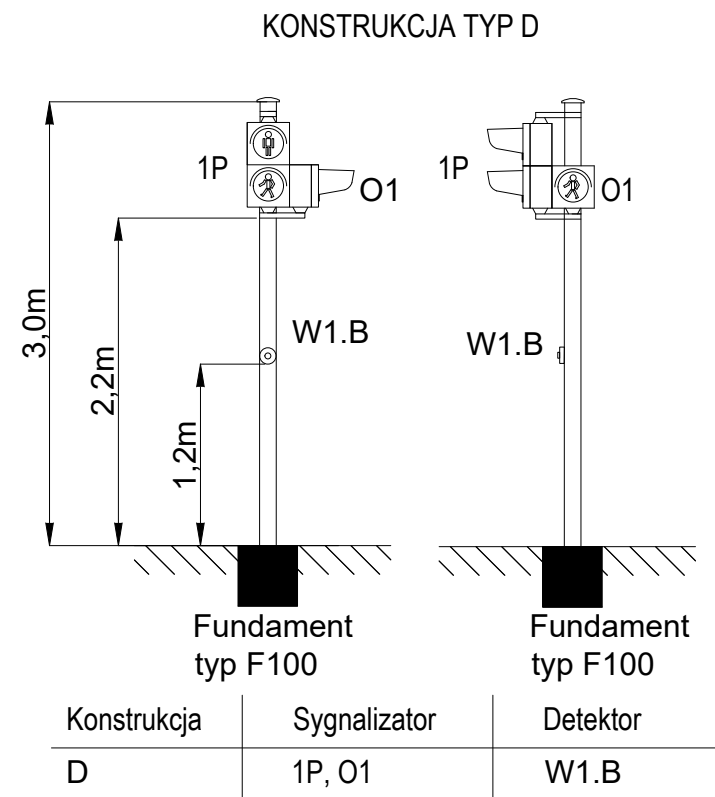 KONSTRUKCJA TYP D
1P
O1
1P
O1
3,0m
2,2m
1,2m
W1.B
W1.B
Fundament
typ F100
Fundament
typ F100
Konstrukcja Sygnalizator Detektor
D 1P, O1 W1.B